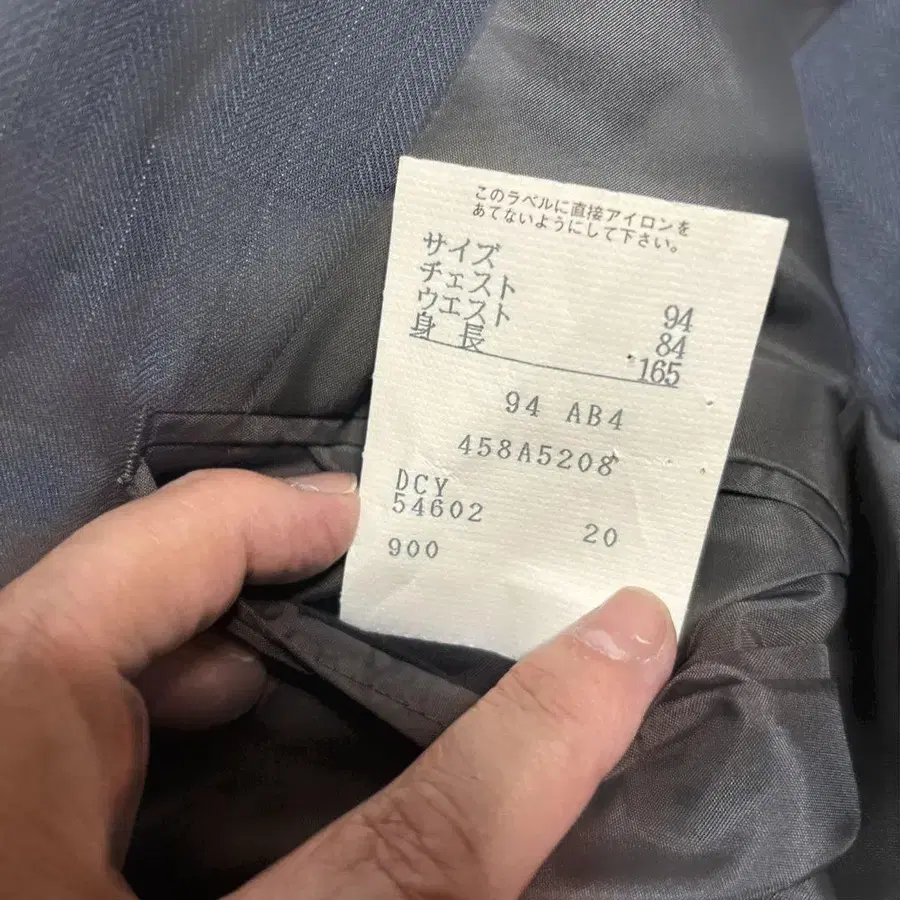 このラベルに直接アイロンを
あてないようにして下さい。
サイズ
チェスト 94
ウエスト 84
身 長 165
94 AB4
458A5208
DCY
54602 20
900